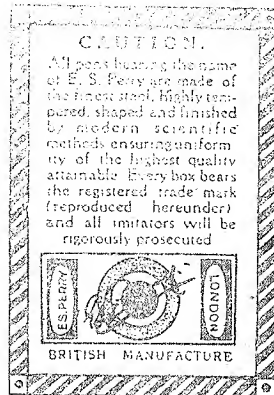 CAUTION.
All pens bearing the name
of E. S. Perry are made of
the finest steel, highly tem-
pered, shaped and finished
by modern scientific
methods ensuring uniform
ity of the highest quality
attainable Every box bears
the registered trade mark
(reproduced hereunder)
and all imitators will be
rigorously prosecuted
E.S. PERRY
LONDON
BRITISH MANUFACTURE